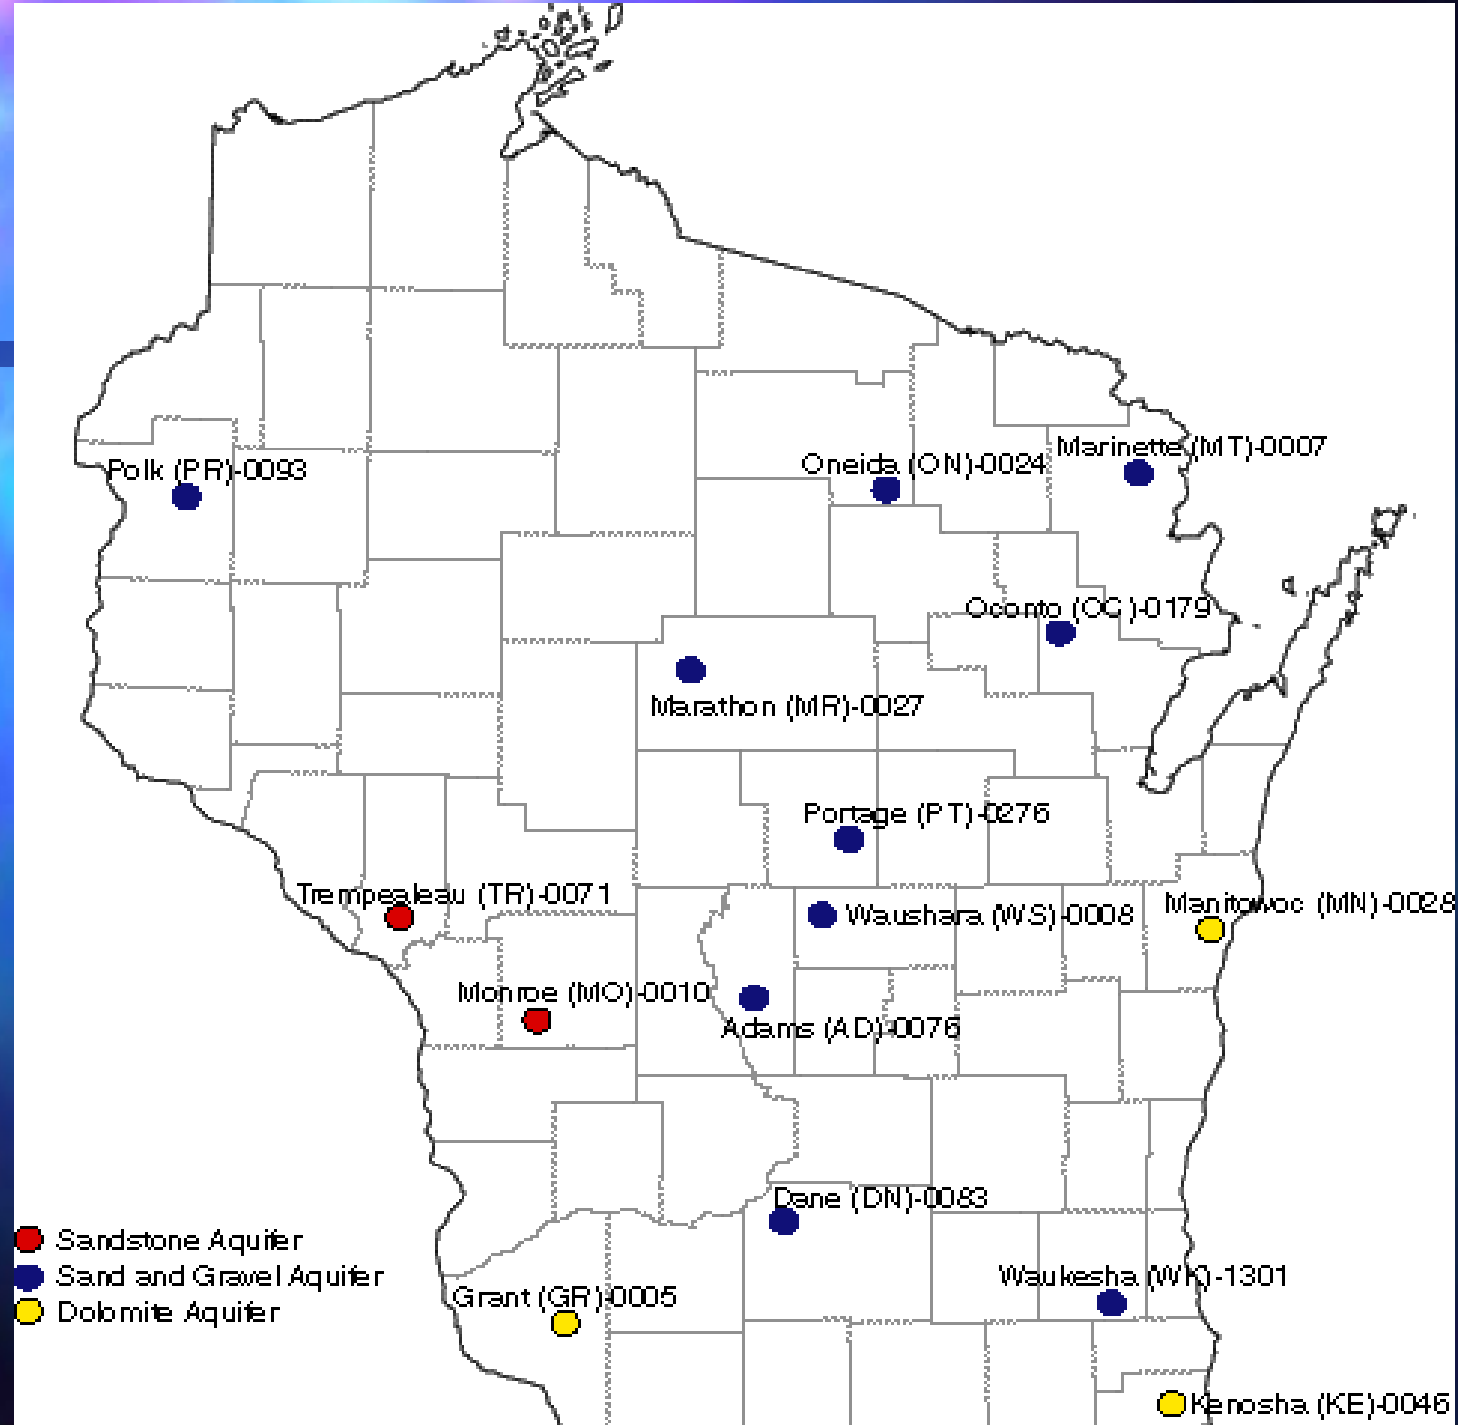 Polk (PR)-0093
Oneida (ON)-0024
Marinette (MT)-0007
Oconto (OC)-0179
Marathon (MR)-0027
Portage (PT)-0276
Trempealeau (TR)-0071
Waushara (WS)-0008
Manitowoc (MN)-0028
Monroe (MO)-0010
Adams (AD)-0076
Dane (DN)-0083
Sandstone Aquifer
Sand and Gravel Aquifer
Dolomite Aquifer
Waukesha (WK)-1301
Grant (GR)-0005
Kenosha (KE)-0046